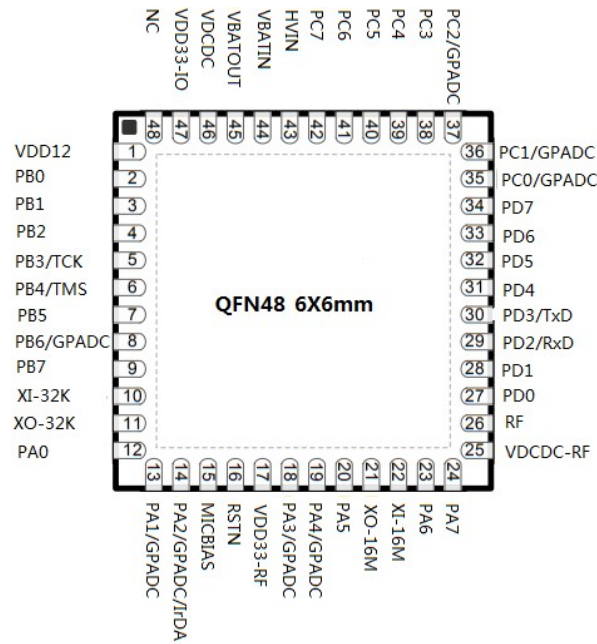 NC
VDD33-IO
VDCDC
VBATOUT
VBATIN
HVIN
PC7
PC6
PC5
PC4
PC3
PC2/GPADC
48
47
46
45
44
43
42
41
40
39
38
37
VDD12 1
PB0 2
PB1 3
PB2 4
PB3/TCK 5
PB4/TMS 6
PB5 7
PB6/GPADC 8
PB7 9
XI-32K 10
XO-32K 11
PA0 12
QFN48 6X6mm
36 PC1/GPADC
35 PC0/GPADC
34 PD7
33 PD6
32 PD5
31 PD4
30 PD3/TxD
29 PD2/RxD
28 PD1
27 PD0
26 RF
25 VDCDC-RF
13
14
15
16
17
18
19
20
21
22
23
24
PA1/GPADC
PA2/GPADC/IrDA
MICBIAS
RSTN
VDD33-RF
PA3/GPADC
PA4/GPADC
PA5
XO-16M
XI-16M
PA6
PA7